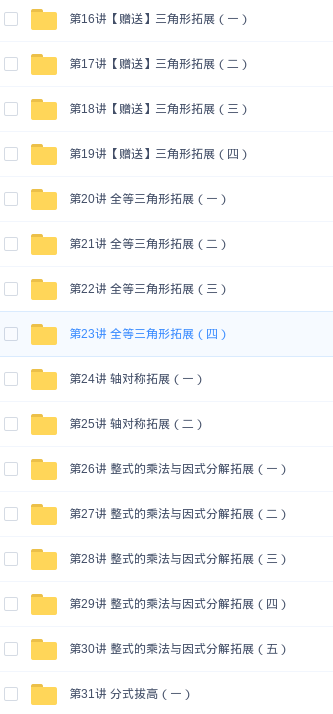 第16讲【赠送】三角形拓展（一）
第17讲【赠送】三角形拓展（二）
第18讲【赠送】三角形拓展（三）
第19讲【赠送】三角形拓展（四）
第20讲 全等三角形拓展（一）
第21讲 全等三角形拓展（二）
第22讲 全等三角形拓展（三）
第23讲 全等三角形拓展（四）
第24讲 轴对称拓展（一）
第25讲 轴对称拓展（二）
第26讲 整式的乘法与因式分解拓展（一）
第27讲 整式的乘法与因式分解拓展（二）
第28讲 整式的乘法与因式分解拓展（三）
第29讲 整式的乘法与因式分解拓展（四）
第30讲 整式的乘法与因式分解拓展（五）
第31讲 分式拔高（一）